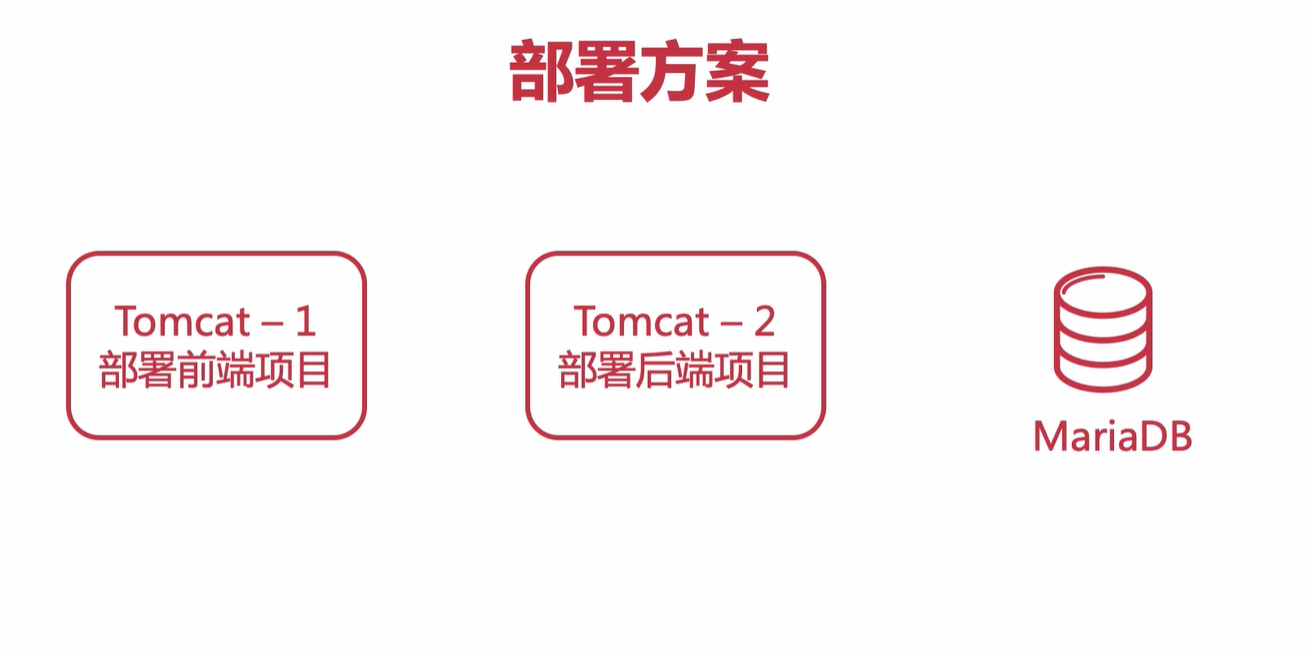 部署方案
Tomcat – 1
部署前端项目
Tomcat – 2
部署后端项目
MariaDB